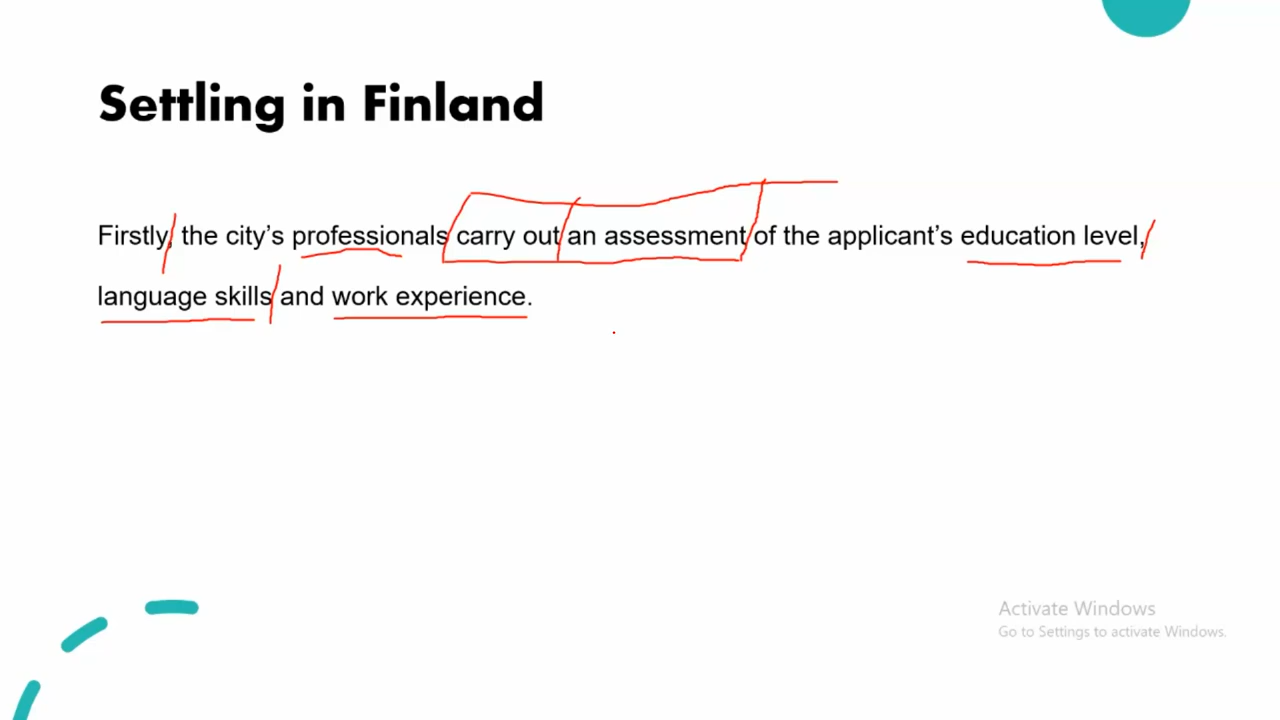 Settling in Finland
Firstly, the city’s professionals carry out an assessment of the applicant’s education level,
language skills and work experience.
Activate Windows
Go to Settings to activate Windows.